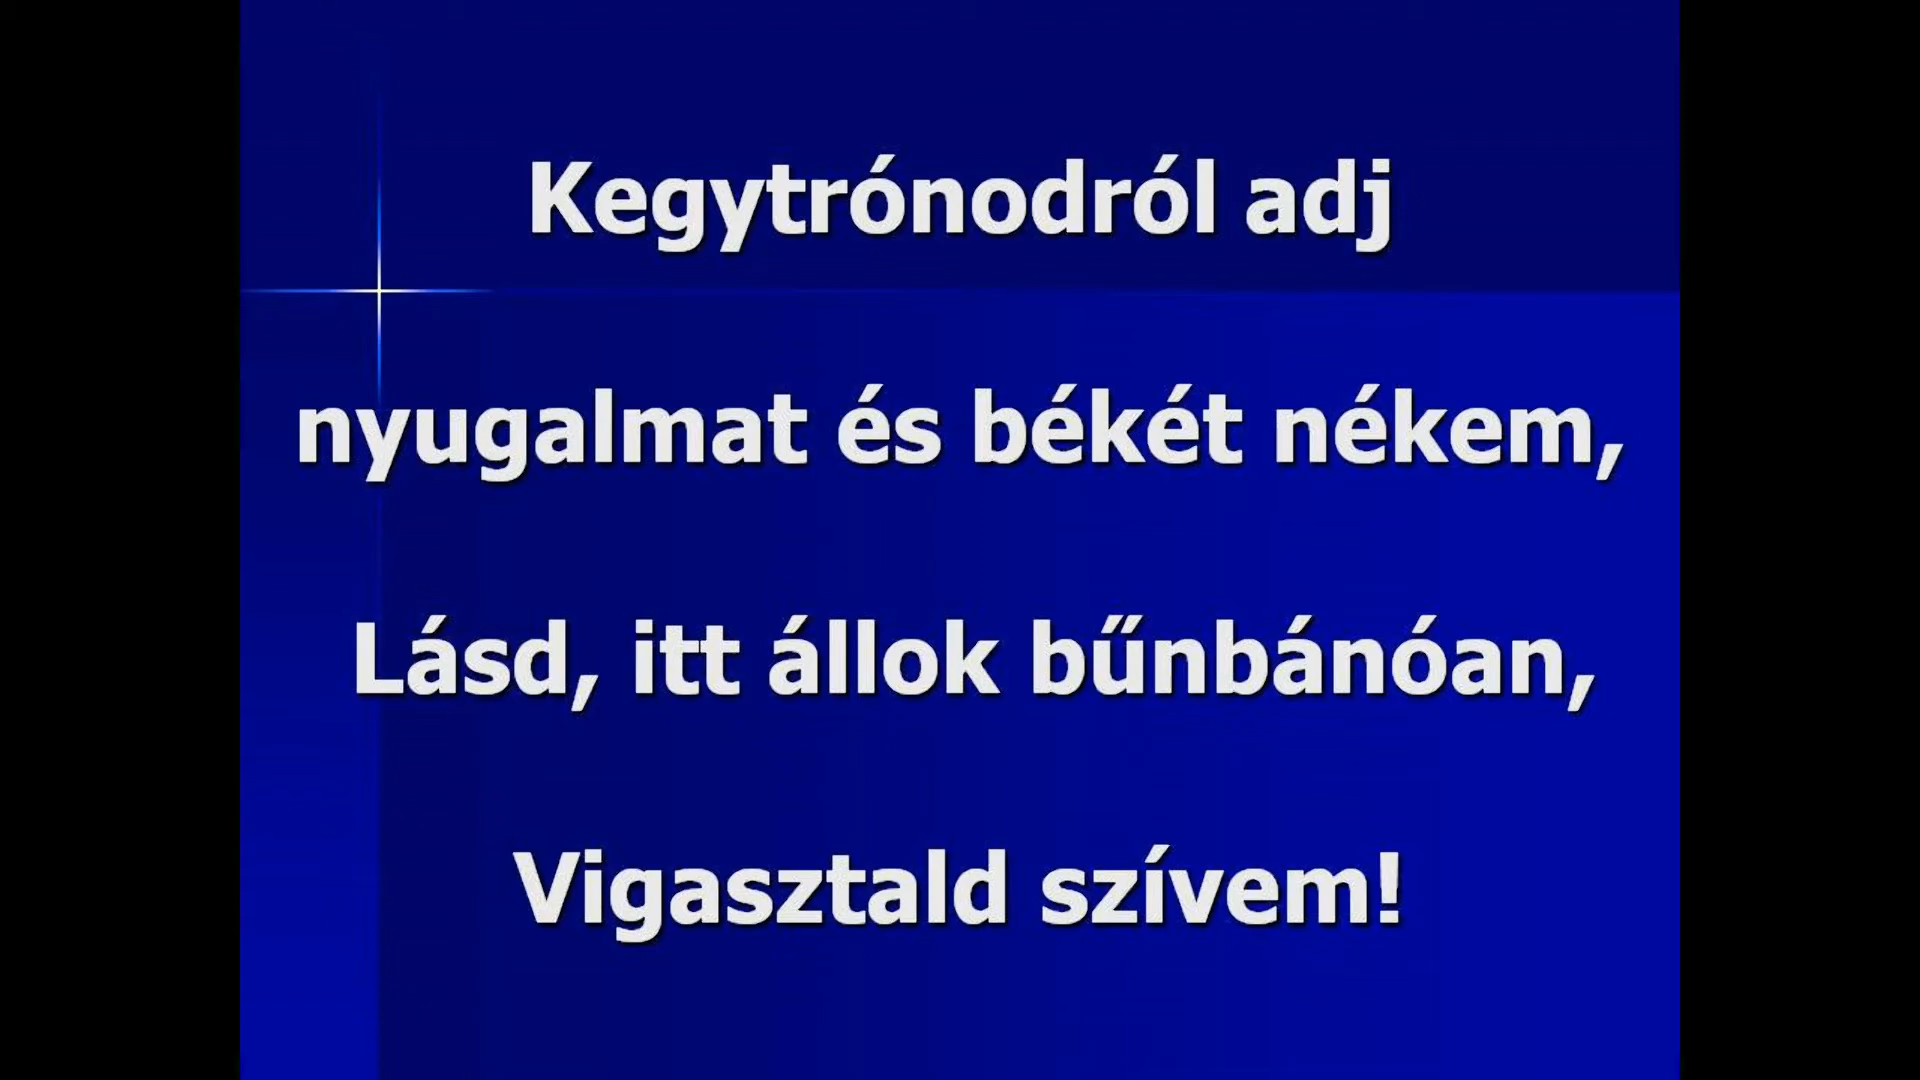 Kegytrónodról adj
nyugalmat és békét nékem,
Lásd, itt állok bűnbánóan,
Vigasztald szívem!